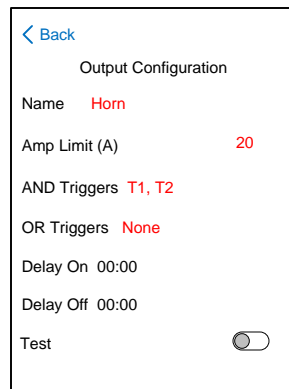 Back
Output Configuration
Name Horn
Amp Limit (A) 20
AND Triggers T1, T2
OR Triggers None
Delay On 00:00
Delay Off 00:00
Test